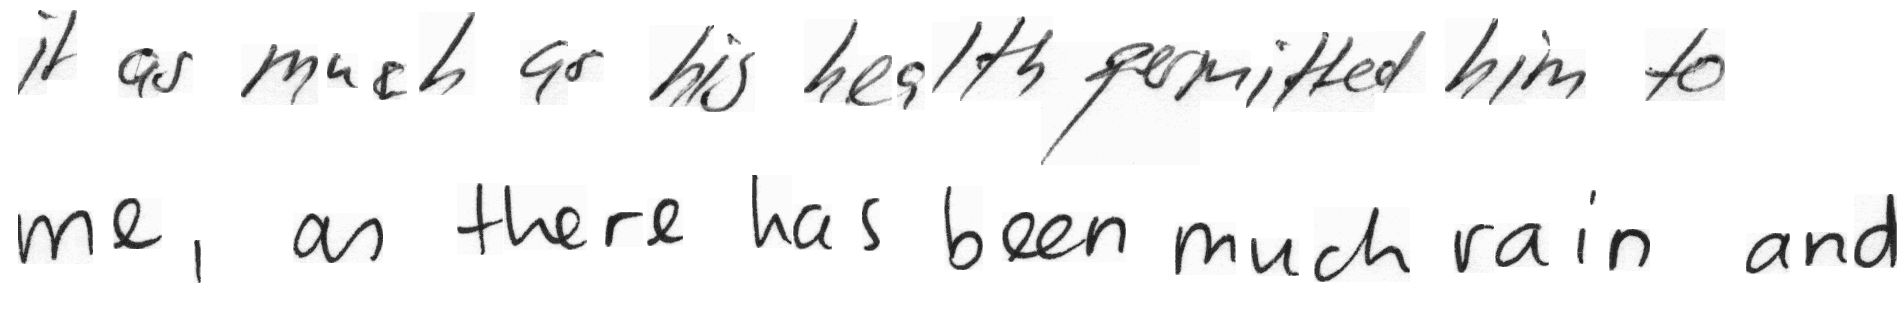 it as much as his health permitted him to
me, as there has been much rain and